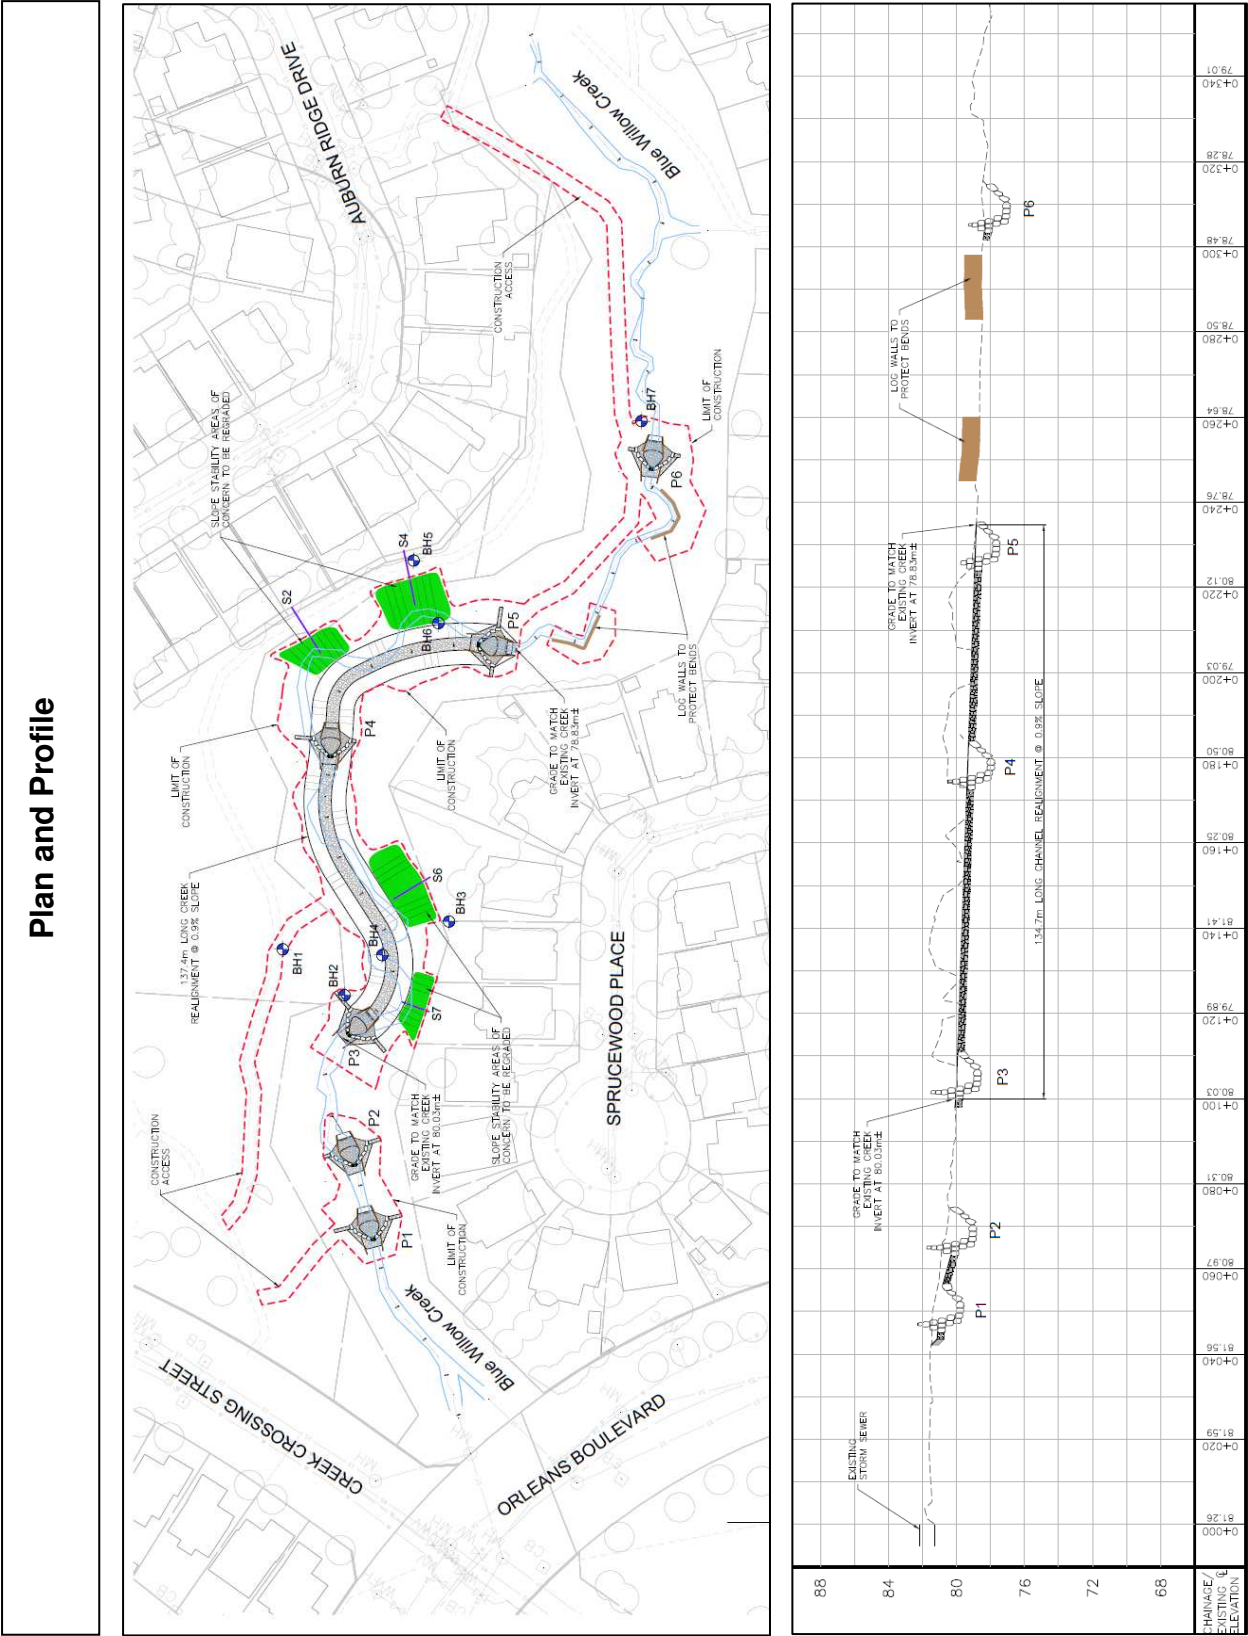 Plan and Profile
AUBURN RIDGE DRIVE
Blue Willow Creek
CONSTRUCTION
ACCESS
SLOPE STABILITY AREAS OF
CONCERN TO BE REGRADED
LIMIT OF
CONSTRUCTION
BH7
P6
S4
BH5
S2
BH6
P5
LOG WALLS TO
PROTECT BENDS
GRADE TO MATCH
EXISTING CREEK
INVERT AT 78.83m±
P4
LIMIT OF
CONSTRUCTION
LIMIT OF
CONSTRUCTION
137.4m LONG CREEK
REALIGNMENT @ 0.9% SLOPE
S6
BH3
BH1
BH4
BH2
S7
P3
SPRUCEWOOD PLACE
SLOPE STABILITY AREAS OF
CONCERN TO BE REGRADED
P2
GRADE TO MATCH
EXISTING CREEK
INVERT AT 80.03m±
CONSTRUCTION
ACCESS
P1
LIMIT OF
CONSTRUCTION
Blue Willow Creek
CREEK CROSSING STREET
ORLEANS BOULEVARD
88
84
80
76
72
68
EXISTING
STORM SEWER
P1
P2
GRADE TO MATCH
EXISTING CREEK
INVERT AT 80.03m±
P3
134.7m LONG CHANNEL REALIGNMENT @ 0.9% SLOPE
P4
GRADE TO MATCH
EXISTING CREEK
INVERT AT 78.83m±
P5
LOG WALLS TO
PROTECT BENDS
P6
CHAINAGE/
EXISTING ℄
ELEVATION
81.26
0+000
81.59
0+020
81.56
0+040
80.97
0+060
80.31
0+080
80.03
0+100
79.89
0+120
81.41
0+140
80.25
0+160
80.50
0+180
79.03
0+200
80.12
0+220
78.76
0+240
78.64
0+260
78.50
0+280
78.48
0+300
78.28
0+320
79.01
0+340